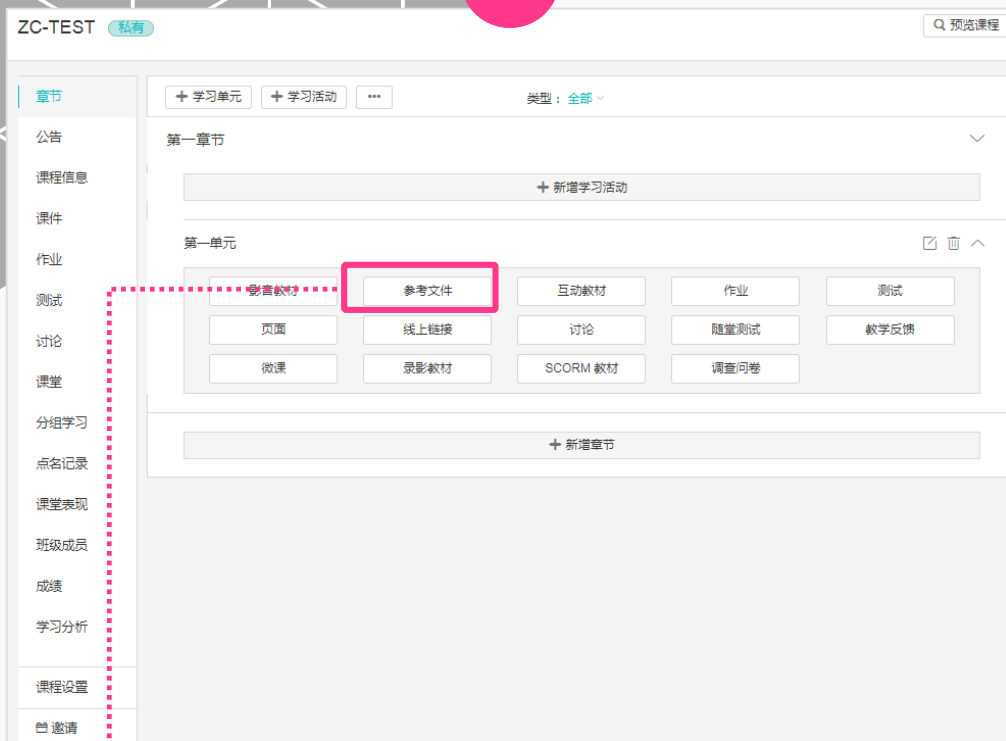 ZC-TEST 私有
预览课程
章节
公告
课程信息
课件
作业
测试
讨论
课堂
分组学习
点名记录
课堂表现
班级成员
成绩
学习分析
课程设置
邀请
学习单元 学习活动 ••• 类型：全部
第一章节
新增学习活动
第一单元
影音教材 参考文件 互动教材 作业 测试
页面 线上链接 讨论 随堂测试 教学反馈
微课 录影教材 SCORM 教材 调查问卷
新增章节